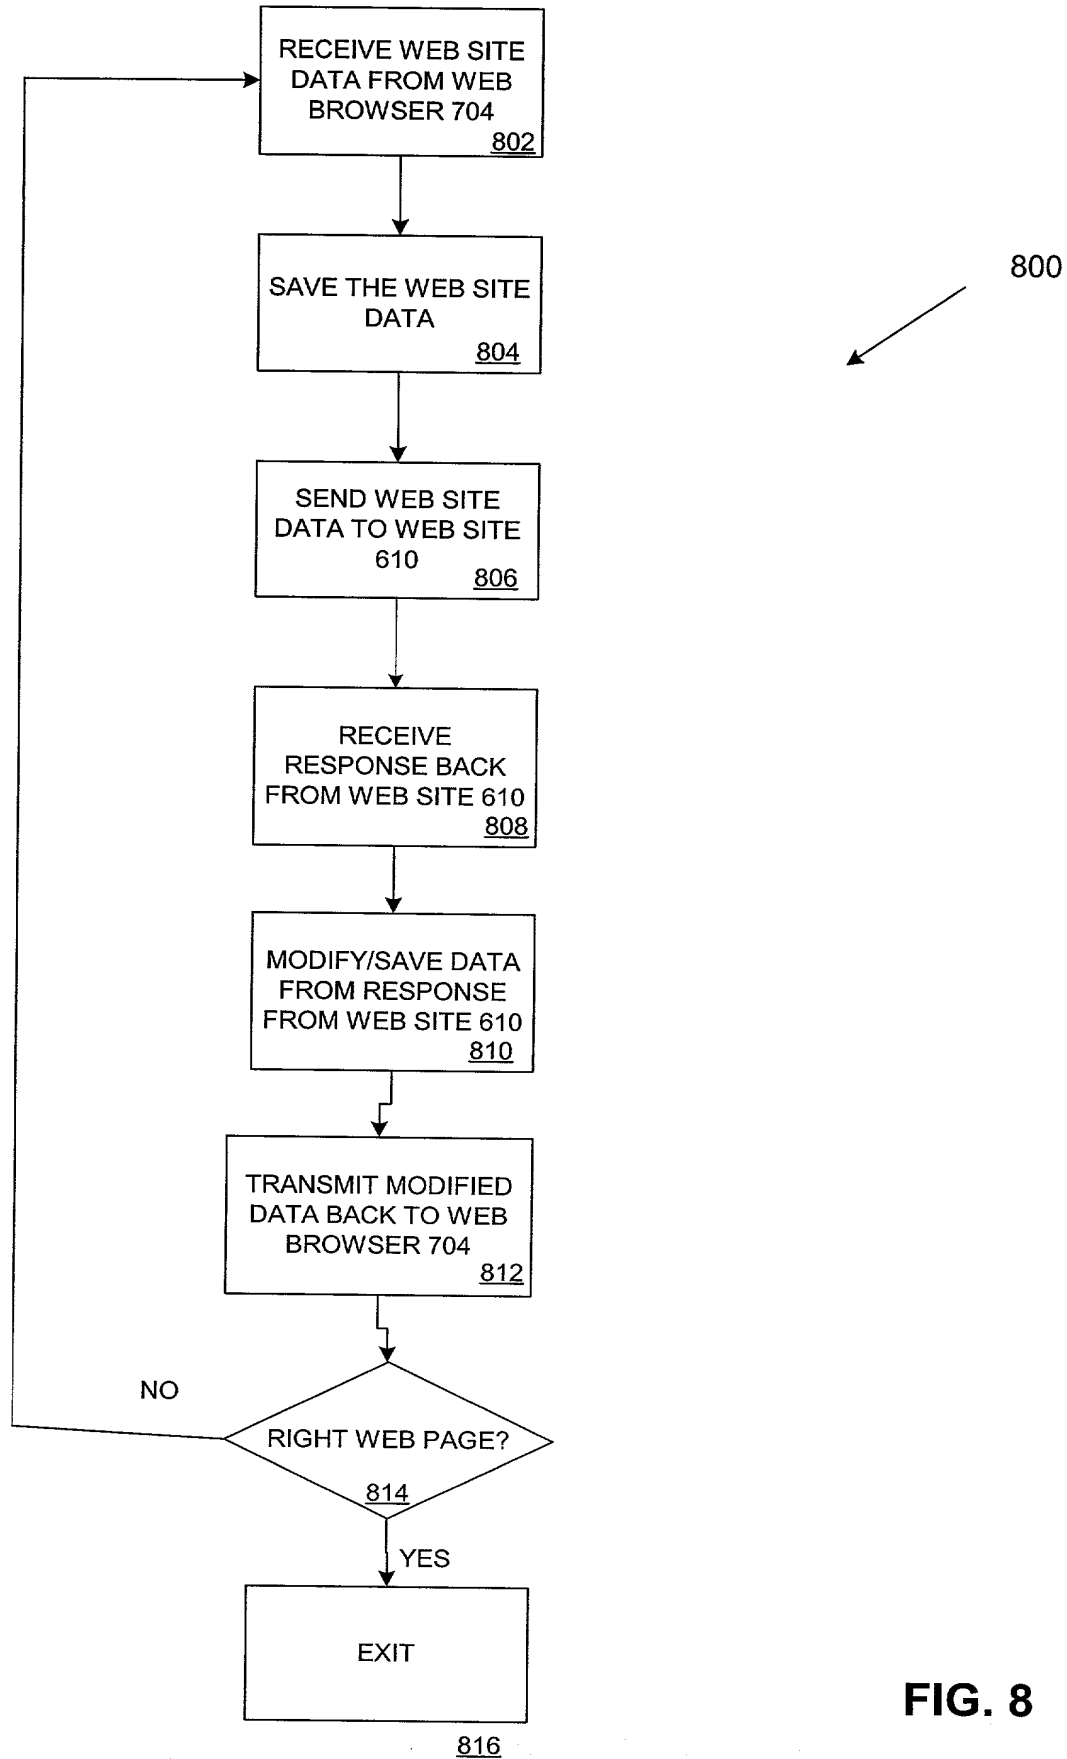 RECEIVE WEB SITE
DATA FROM WEB
BROWSER 704
802
SAVE THE WEB SITE
DATA
804
800
SEND WEB SITE
DATA TO WEB SITE
610
806
RECEIVE
RESPONSE BACK
FROM WEB SITE 610
808
MODIFY/SAVE DATA
FROM RESPONSE
FROM WEB SITE 610
810
TRANSMIT MODIFIED
DATA BACK TO WEB
BROWSER 704
812
NO
RIGHT WEB PAGE?
814
YES
EXIT
816
FIG. 8